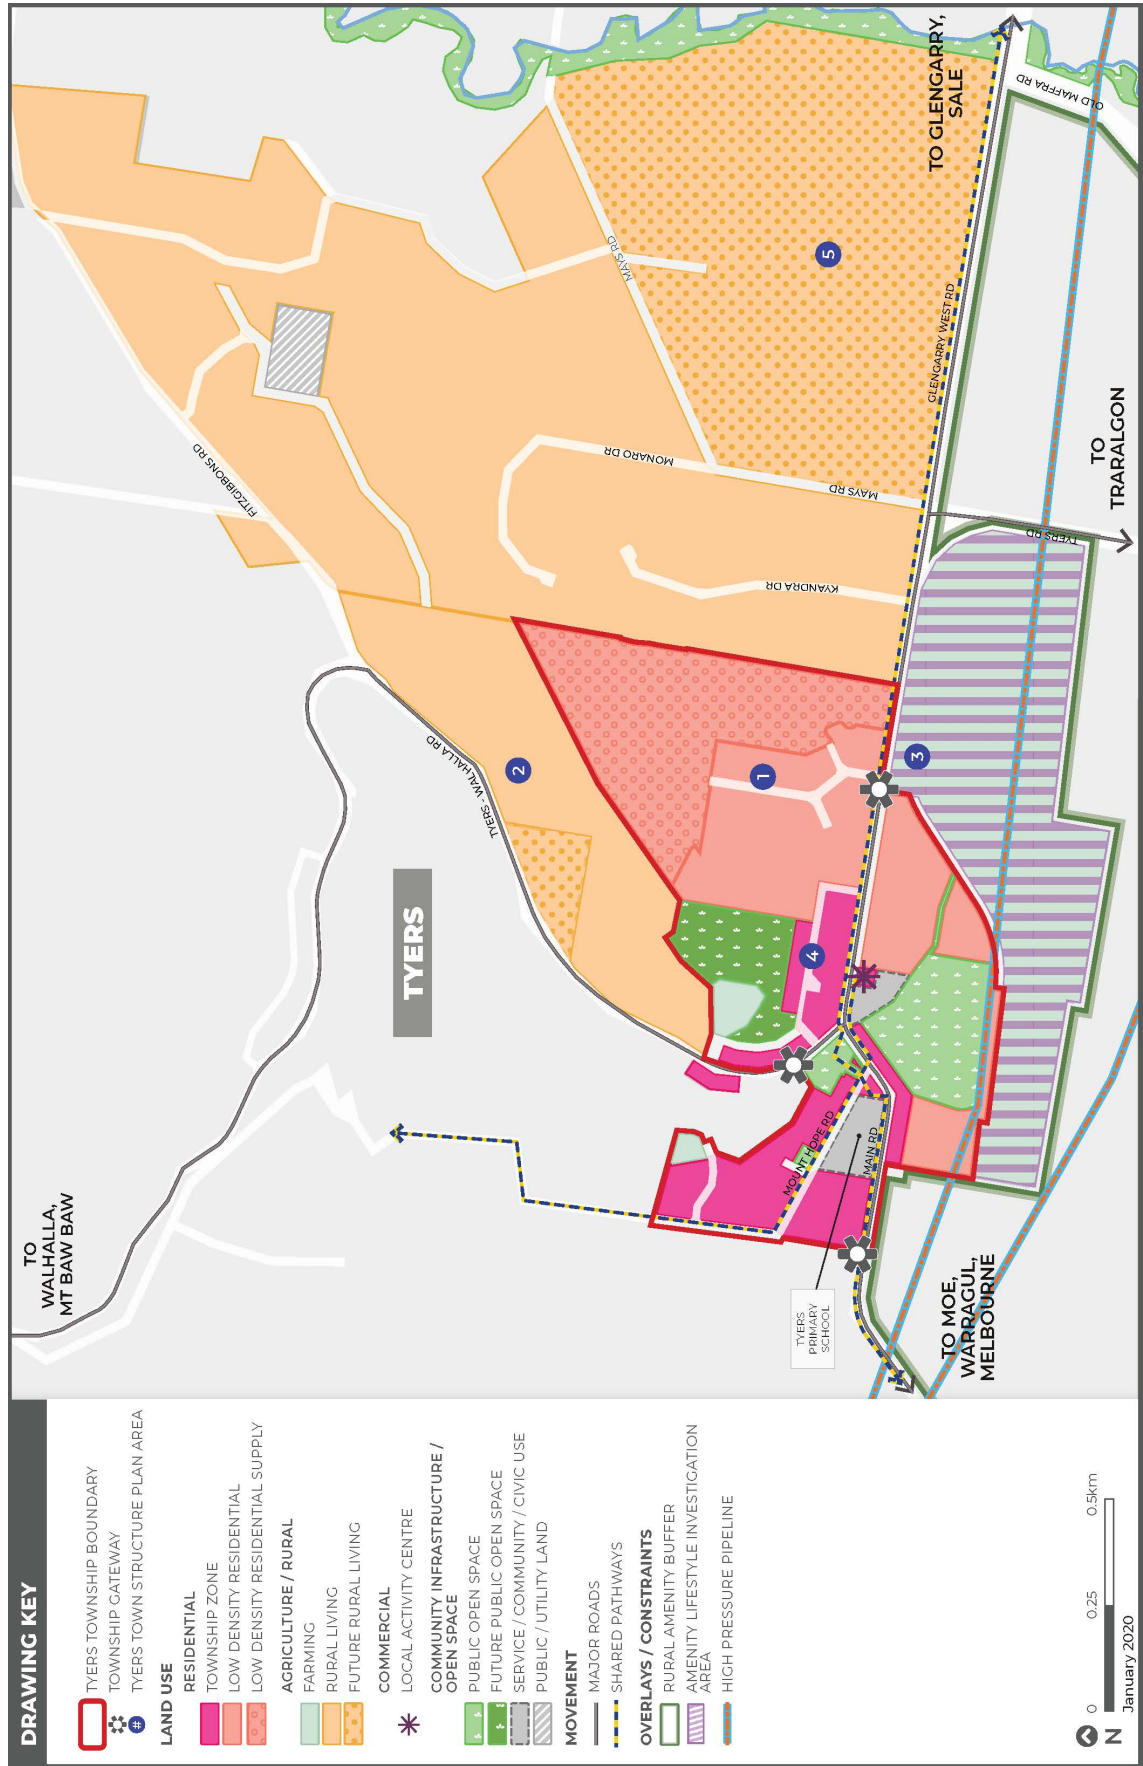 DRAWING KEY
TYERS TOWNSHIP BOUNDARY
TOWNSHIP GATEWAY
# TYERS TOWN STRUCTURE PLAN AREA
LAND USE
RESIDENTIAL
TOWNSHIP ZONE
LOW DENSITY RESIDENTIAL
LOW DENSITY RESIDENTIAL SUPPLY
AGRICULTURE / RURAL
FARMING
RURAL LIVING
FUTURE RURAL LIVING
COMMERCIAL
LOCAL ACTIVITY CENTRE
COMMUNITY INFRASTRUCTURE /
OPEN SPACE
PUBLIC OPEN SPACE
FUTURE PUBLIC OPEN SPACE
SERVICE / COMMUNITY / CIVIC USE
PUBLIC / UTILITY LAND
MOVEMENT
MAJOR ROADS
SHARED PATHWAYS
OVERLAYS / CONSTRAINTS
RURAL AMENITY BUFFER
AMENITY LIFESTYLE INVESTIGATION
AREA
HIGH PRESSURE PIPELINE
N
0 0.25 0.5km
January 2020
TO
WALHALLA,
MT BAW BAW
TYERS
TYERS - WALHALLA RD
FITZGIBBONS RD
MONARO DR
KYANDRA DR
MAYS RD
MAYS RD
GLENGARRY WEST RD
TO GLENGARRY,
SALE
OLD MAFFRA RD
TYERS RD
TO
TRARALGON
MOUNT HOPE RD
MAIN RD
TYERS
PRIMARY
SCHOOL
TO MOE,
WARRAGUL,
MELBOURNE
1
2
3
4
5